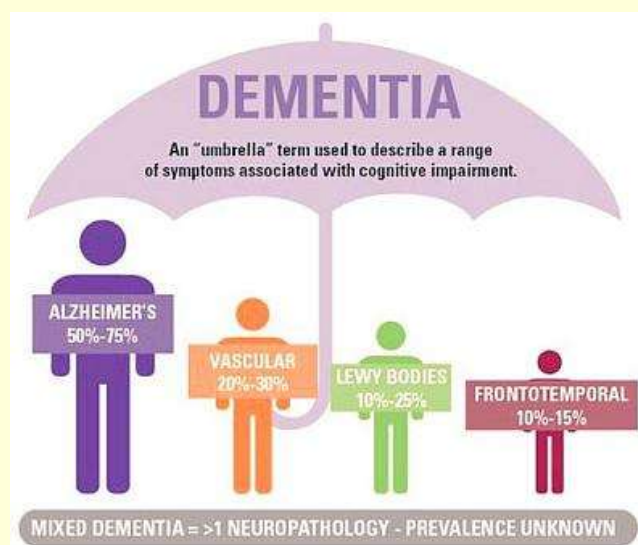 DEMENTIA
An "umbrella" term used to describe a range
of symptoms associated with cognitive impairment.
ALZHEIMER'S
50%-75%
VASCULAR
20%-30%
LEWY BODIES
10%-25%
FRONTOTEMPORAL
10%-15%
MIXED DEMENTIA = >1 NEUROPATHOLOGY - PREVALENCE UNKNOWN